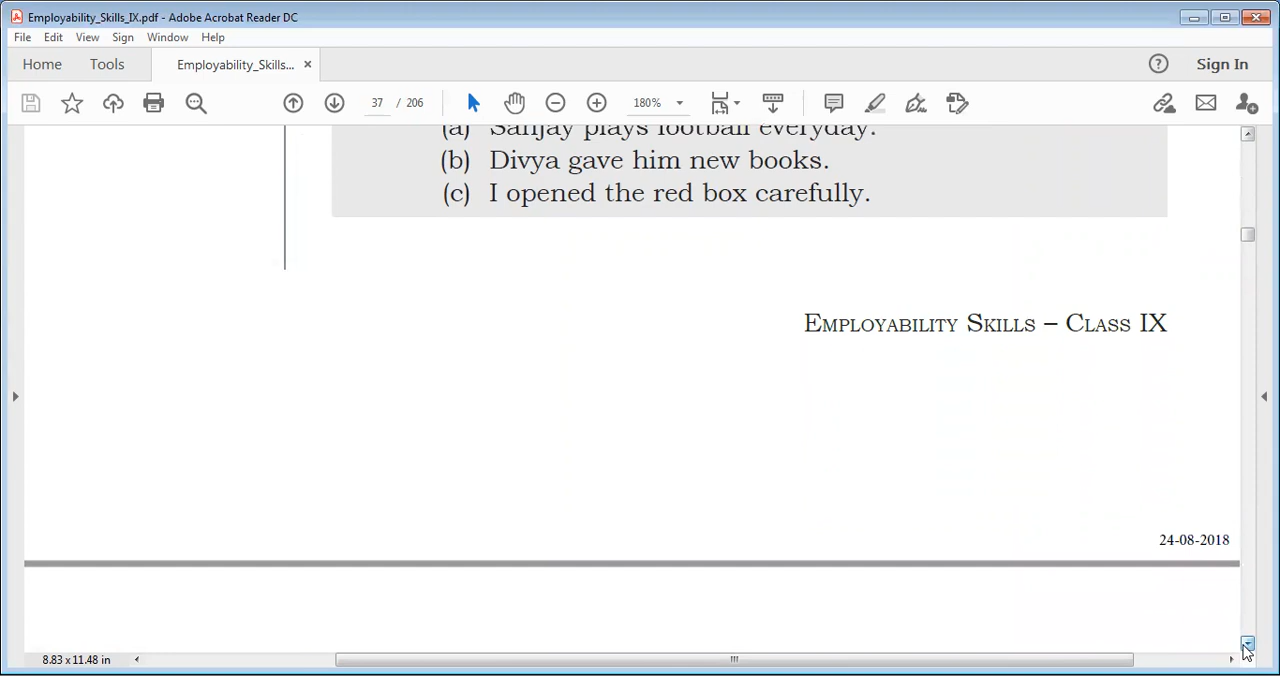 Employability_Skills_IX.pdf - Adobe Acrobat Reader DC
File Edit View Sign Window Help
Home Tools Employability_Skills... × Sign In
37 / 206 180%
(a) Sanjay plays football everyday.
(b) Divya gave him new books.
(c) I opened the red box carefully.
EMPLOYABILITY SKILLS – CLASS IX
24-08-2018
8.83 x 11.48 in